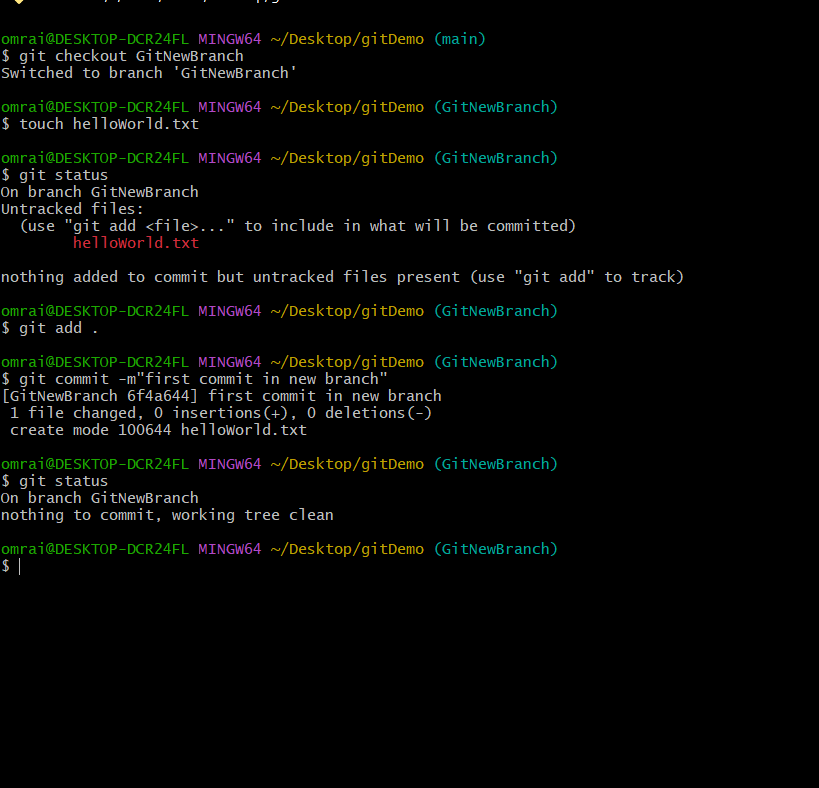 omrai@DESKTOP-DCR24FL MINGW64 ~/Desktop/gitDemo (main)
$ git checkout GitNewBranch
Switched to branch 'GitNewBranch'
omrai@DESKTOP-DCR24FL MINGW64 ~/Desktop/gitDemo (GitNewBranch)
$ touch helloWorld.txt
omrai@DESKTOP-DCR24FL MINGW64 ~/Desktop/gitDemo (GitNewBranch)
$ git status
On branch GitNewBranch
Untracked files:
  (use "git add <file>..." to include in what will be committed)
        helloWorld.txt
nothing added to commit but untracked files present (use "git add" to track)
omrai@DESKTOP-DCR24FL MINGW64 ~/Desktop/gitDemo (GitNewBranch)
$ git add .
omrai@DESKTOP-DCR24FL MINGW64 ~/Desktop/gitDemo (GitNewBranch)
$ git commit -m"first commit in new branch"
[GitNewBranch 6f4a644] first commit in new branch
 1 file changed, 0 insertions(+), 0 deletions(-)
 create mode 100644 helloWorld.txt
omrai@DESKTOP-DCR24FL MINGW64 ~/Desktop/gitDemo (GitNewBranch)
$ git status
On branch GitNewBranch
nothing to commit, working tree clean
omrai@DESKTOP-DCR24FL MINGW64 ~/Desktop/gitDemo (GitNewBranch)
$